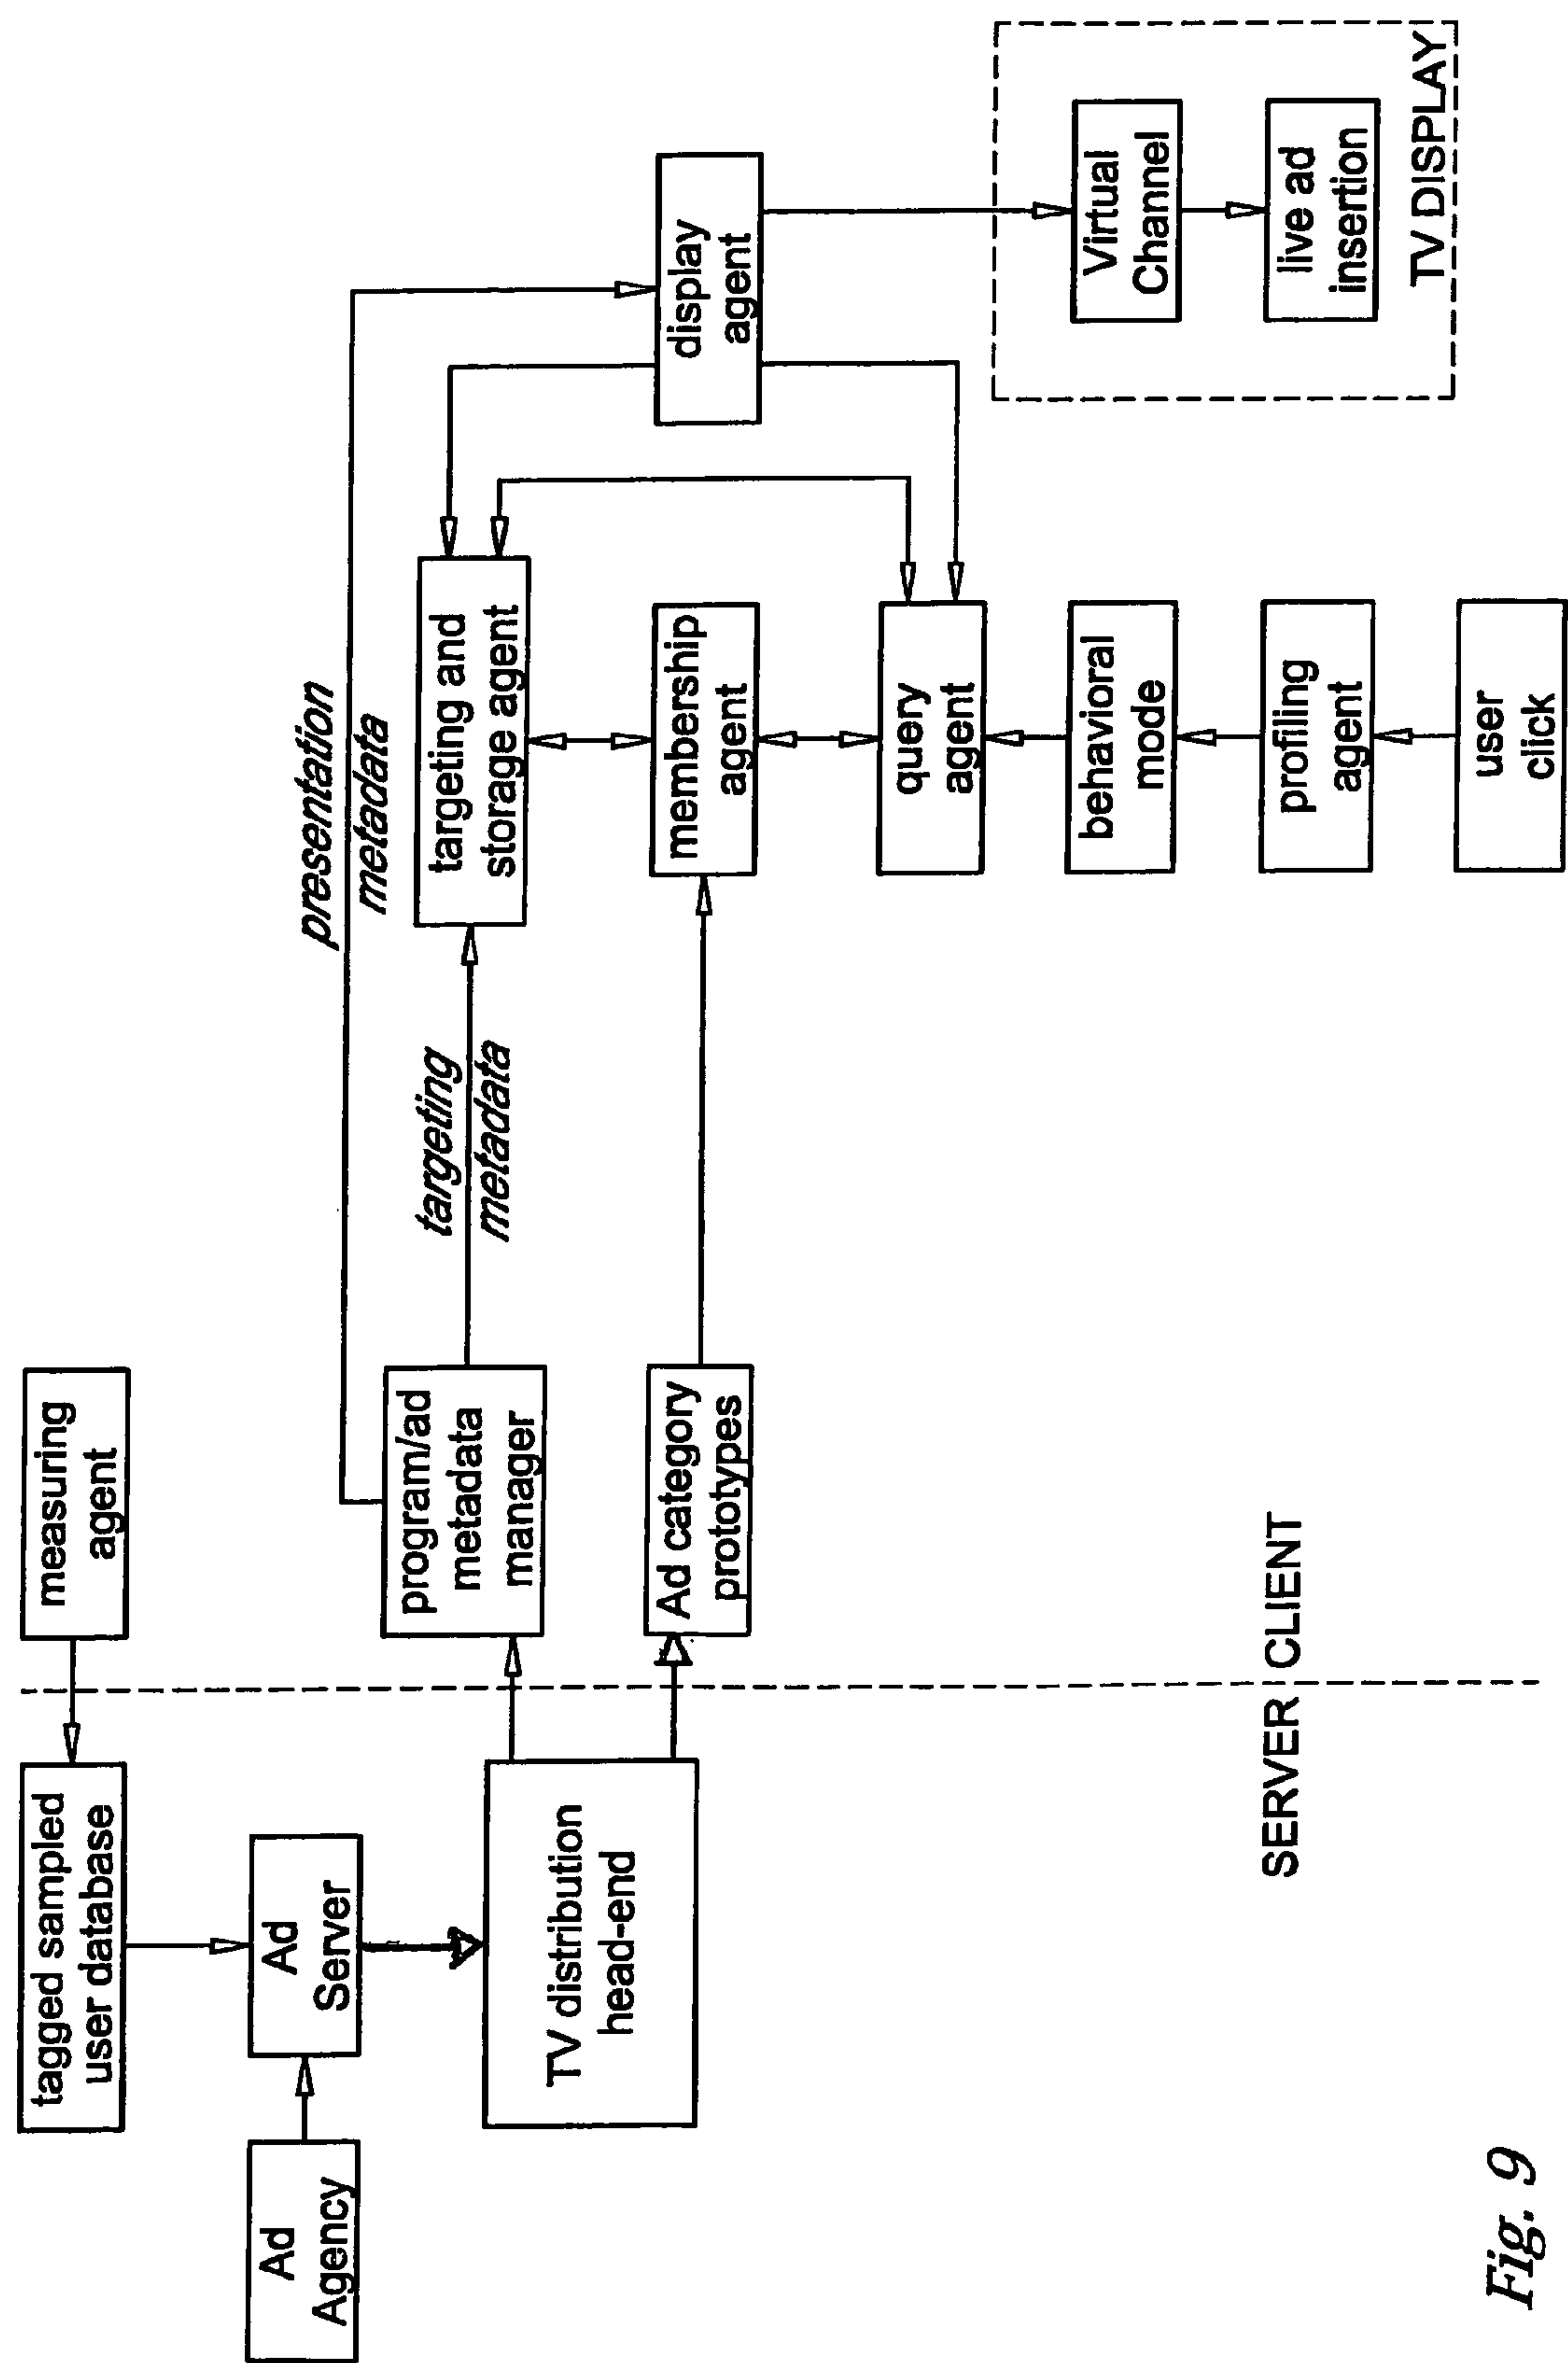 tagged sampled
user database
measuring
agent
Ad
Agency
Ad
Server
TV distribution
head-end
program/ad
metadata
manager
Ad category
prototypes
presentation
metadata
targeting
metadata
targeting and
storage agent
membership
agent
query
agent
behavioral
mode
profiling
agent
user
click
display
agent
Virtual
Channel
live ad
insertion
TV DISPLAY
SERVER
CLIENT
Fig. 9